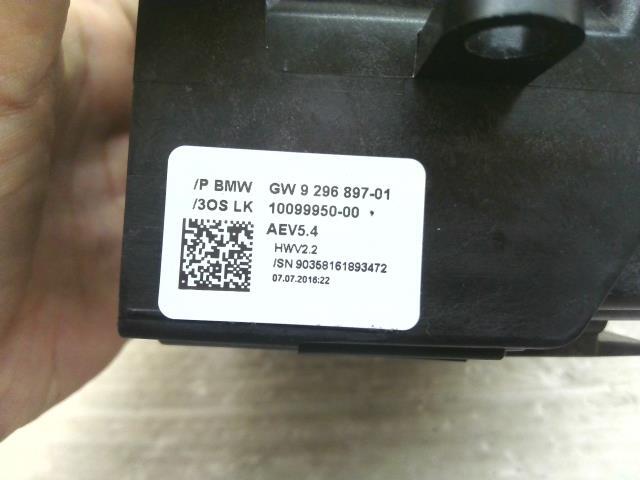 /P BMW GW 9 296 897-01
/3OS LK 10099950-00
AEV5.4
HWV2.2
/SN 90358161893472
07.07.2016:22